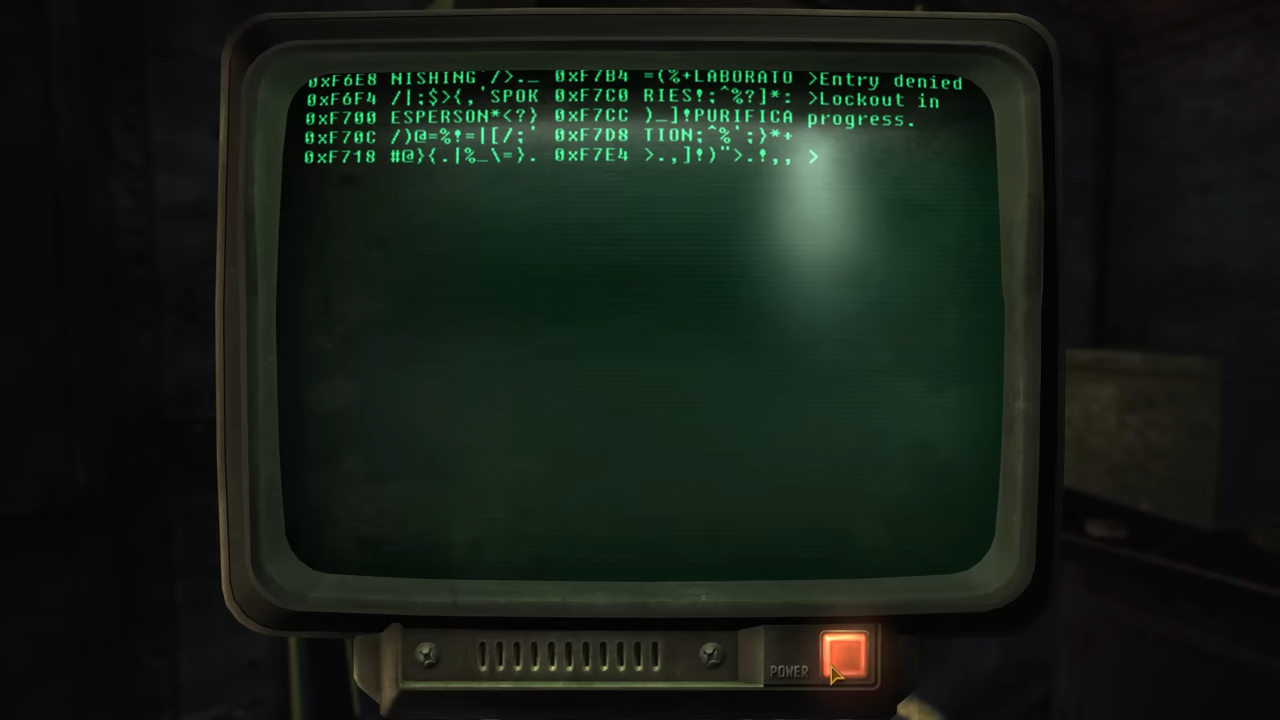 0xF6E8 NISHING`/>._ 0xF7B4 =(%+LABORATO >Entry denied
0xF6F4 /|;$>{,'SPOK 0xF7C0 RIES!;^%?]*: >Lockout in
0xF700 ESPERSON*<?} 0xF7CC )_]!PURIFICA progress.
0xF70C /)@=%!=|[/;' 0xF7D8 TION;^%';}*+
0xF718 #@}{.|%_\=}. 0xF7E4 >.,]!)">.!,, >
POWER